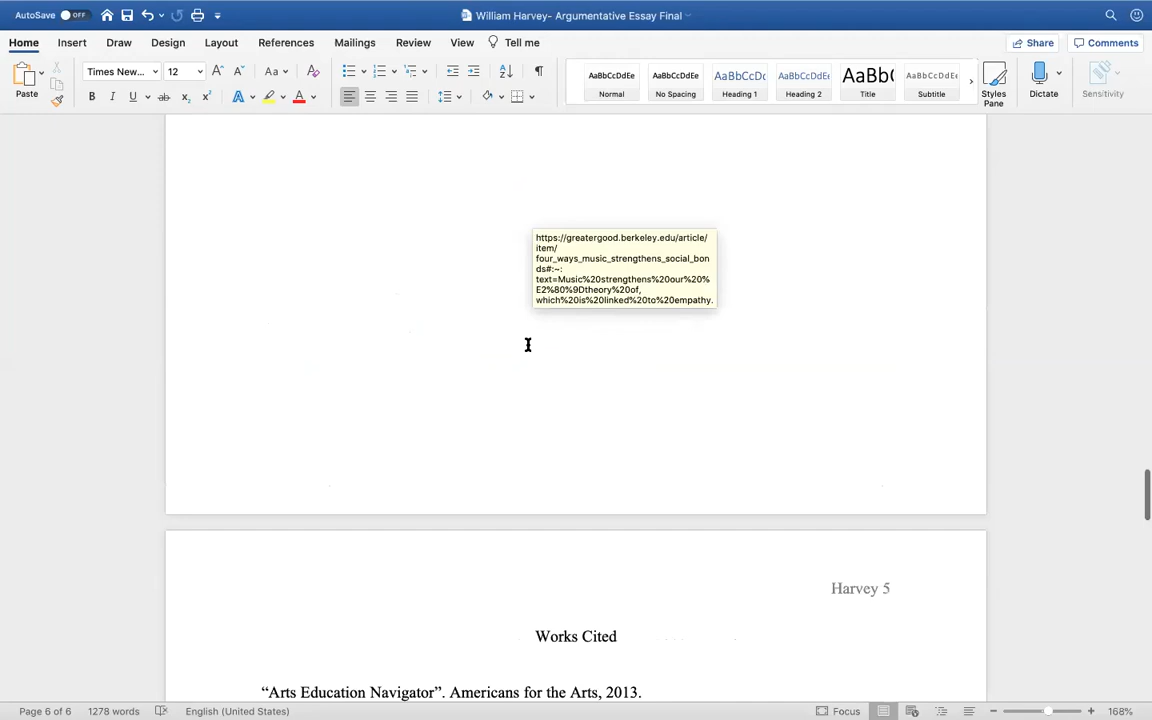 AutoSave OFF
William Harvey- Argumentative Essay Final
Home Insert Draw Design Layout References Mailings Review View Tell me
Share Comments
Paste
Times New... 12 Aa
B I U ab x₂ x² A A
AaBbCcDdEe AaBbCcDdEe AaBbCcDc AaBbCcDdEe AaBbC AaBbCcDdEe
Normal No Spacing Heading 1 Heading 2 Title Subtitle
Styles Pane
Dictate
Sensitivity
https://greatergood.berkeley.edu/article/
item/
four_ways_music_strengthens_social_bon
ds#:~:
text=Music%20strengthens%20our%20%
E2%80%9Dtheory%20of,
which%20is%20linked%20to%20empathy.
Harvey 5
Works Cited
“Arts Education Navigator”. Americans for the Arts, 2013.
Page 6 of 6 1278 words English (United States)
Focus
168%